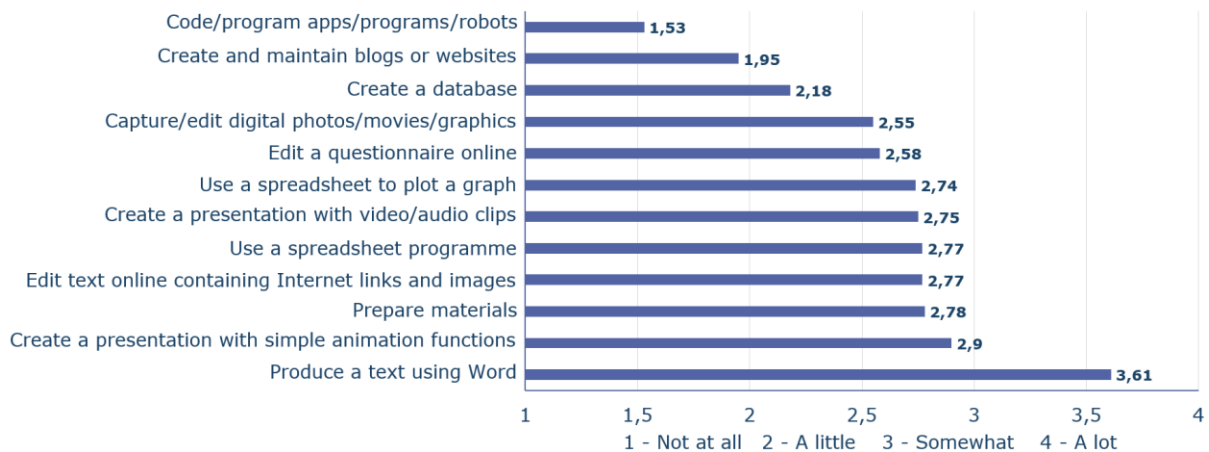 Code/program apps/programs/robots 1,53
Create and maintain blogs or websites 1,95
Create a database 2,18
Capture/edit digital photos/movies/graphics 2,55
Edit a questionnaire online 2,58
Use a spreadsheet to plot a graph 2,74
Create a presentation with video/audio clips 2,75
Use a spreadsheet programme 2,77
Edit text online containing Internet links and images 2,77
Prepare materials 2,78
Create a presentation with simple animation functions 2,9
Produce a text using Word 3,61
1 1,5 2 2,5 3 3,5 4
1 - Not at all 2 - A little 3 - Somewhat 4 - A lot